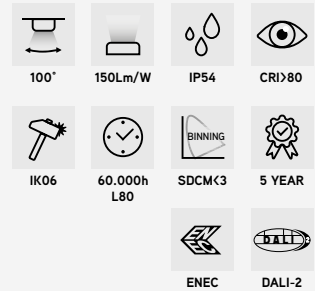 100°
150Lm/W
IP54
CRI>80
IK06
60.000h
L80
BINNING
SDCM<3
5 YEAR
ENEC
DALI
DALI-2